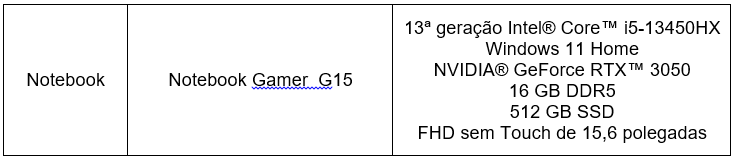 Notebook
Notebook Gamer  G15
13ª geração Intel® Core™ i5-13450HX
Windows 11 Home
NVIDIA® GeForce RTX™ 3050
16 GB DDR5
512 GB SSD
FHD sem Touch de 15,6 polegadas